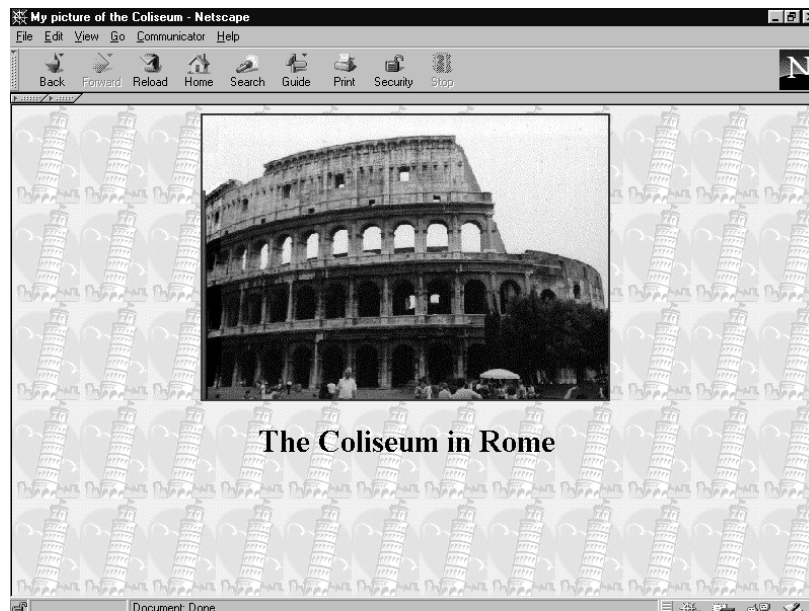 My picture of the Coliseum - Netscape
File Edit View Go Communicator Help
Back Forward Reload Home Search Guide Print Security Stop
N
The Coliseum in Rome
Document: Done